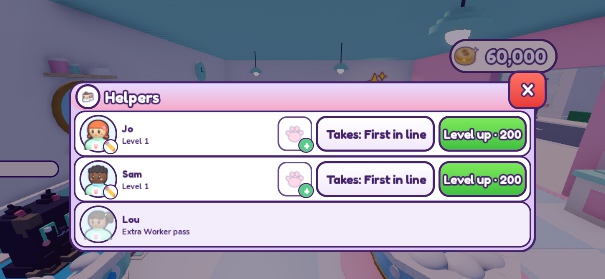 60,000
Helpers
X
Jo
Level 1
Takes: First in line
Level up • 200
Sam
Level 1
Takes: First in line
Level up • 200
Lou
Extra Worker pass